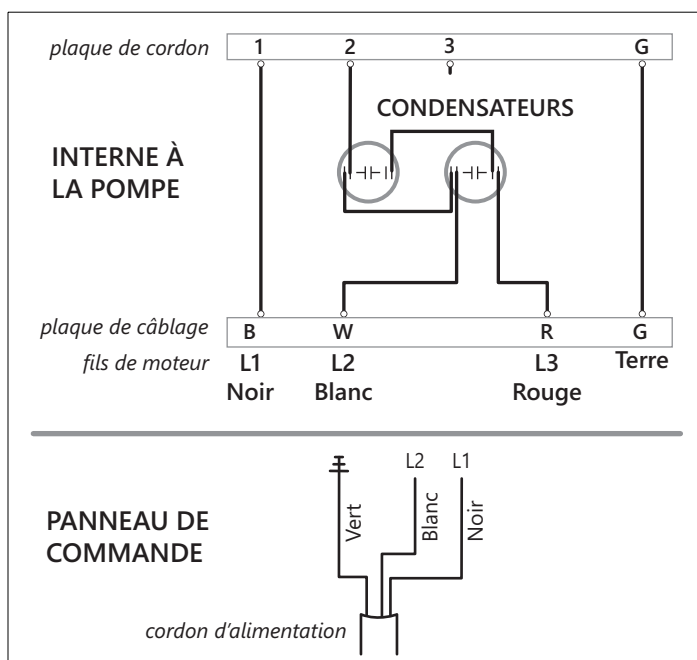 plaque de cordon 1 2 3 G
CONDENSATEURS
INTERNE À
LA POMPE
plaque de câblage B W R G
fils de moteur L1 L2 L3 Terre
Noir Blanc Rouge
L2 L1
Vert Blanc Noir
PANNEAU DE
COMMANDE
cordon d'alimentation